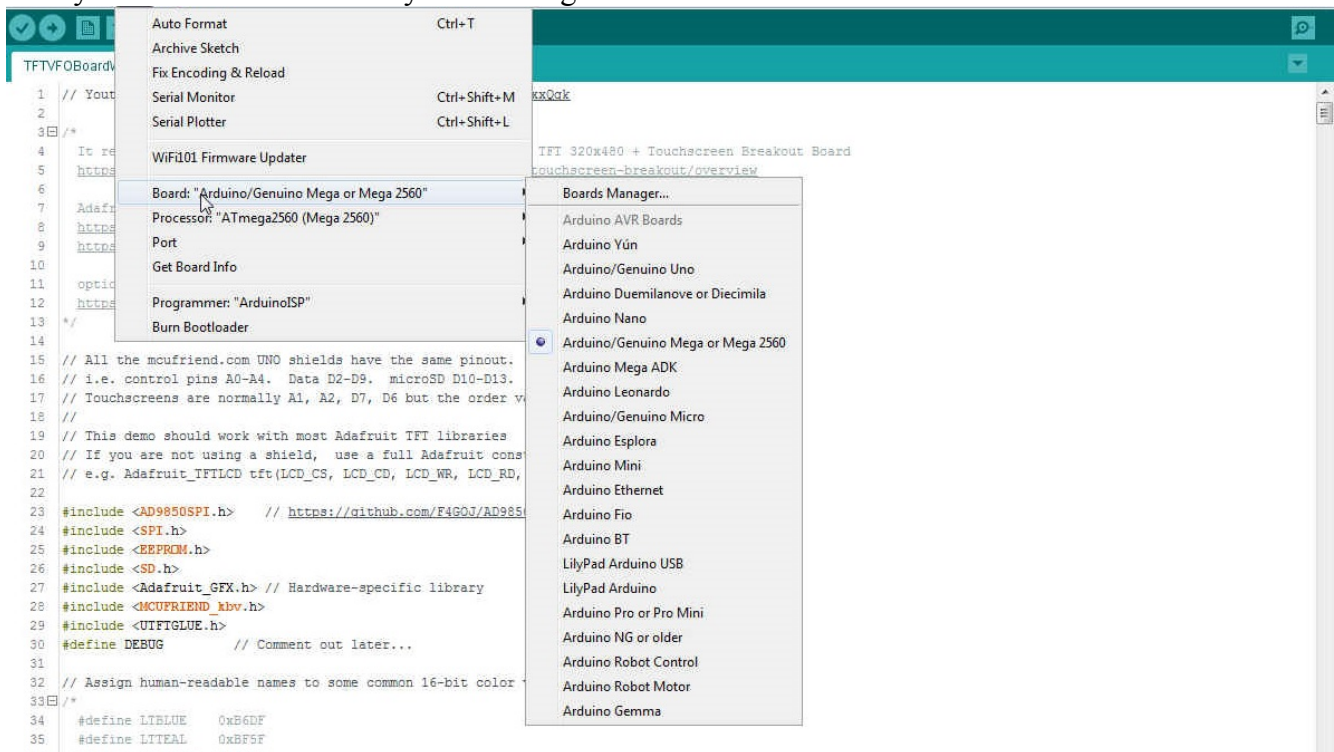 Auto Format Ctrl+T
Archive Sketch
Fix Encoding & Reload
Serial Monitor Ctrl+Shift+M
Serial Plotter Ctrl+Shift+L
WiFi101 Firmware Updater
Board: "Arduino/Genuino Mega or Mega 2560"
Processor: "ATmega2560 (Mega 2560)"
Port
Get Board Info
Programmer: "ArduinoISP"
Burn Bootloader
Boards Manager...
Arduino AVR Boards
Arduino Yún
Arduino/Genuino Uno
Arduino Duemilanove or Diecimila
Arduino Nano
Arduino/Genuino Mega or Mega 2560
Arduino Mega ADK
Arduino Leonardo
Arduino/Genuino Micro
Arduino Esplora
Arduino Mini
Arduino Ethernet
Arduino Fio
Arduino BT
LilyPad Arduino USB
LilyPad Arduino
Arduino Pro or Pro Mini
Arduino NG or older
Arduino Robot Control
Arduino Robot Motor
Arduino Gemma
TFTVFOBoard
1 // Yout
2
3 /*
4 It re TFT 320x480 + Touchscreen Breakout Board
5 https touchscreen-breakout/overview
6
7 Adafr
8 https
9 https
10
11 optio
12 https
13 */
14
15 // All the mcufriend.com UNO shields have the same pinout.
16 // i.e. control pins A0-A4. Data D2-D9. microSD D10-D13.
17 // Touchscreens are normally A1, A2, D7, D6 but the order
18 //
19 // This demo should work with most Adafruit TFT libraries
20 // If you are not using a shield, use a full Adafruit cons
21 // e.g. Adafruit_TFTLCD tft(LCD_CS, LCD_CD, LCD_WR, LCD_RD,
22
23 #include <AD9850SPI.h> // https://github.com/F4GOJ/AD985
24 #include <SPI.h>
25 #include <EEPROM.h>
26 #include <SD.h>
27 #include <Adafruit_GFX.h> // Hardware-specific library
28 #include <MCUFRIEND_kbv.h>
29 #include <UTFTGLUE.h>
30 #define DEBUG // Comment out later...
31
32 // Assign human-readable names to some common 16-bit color
33 /*
34 #define LTBLUE 0xB6DF
35 #define LTTEAL 0xBF5F